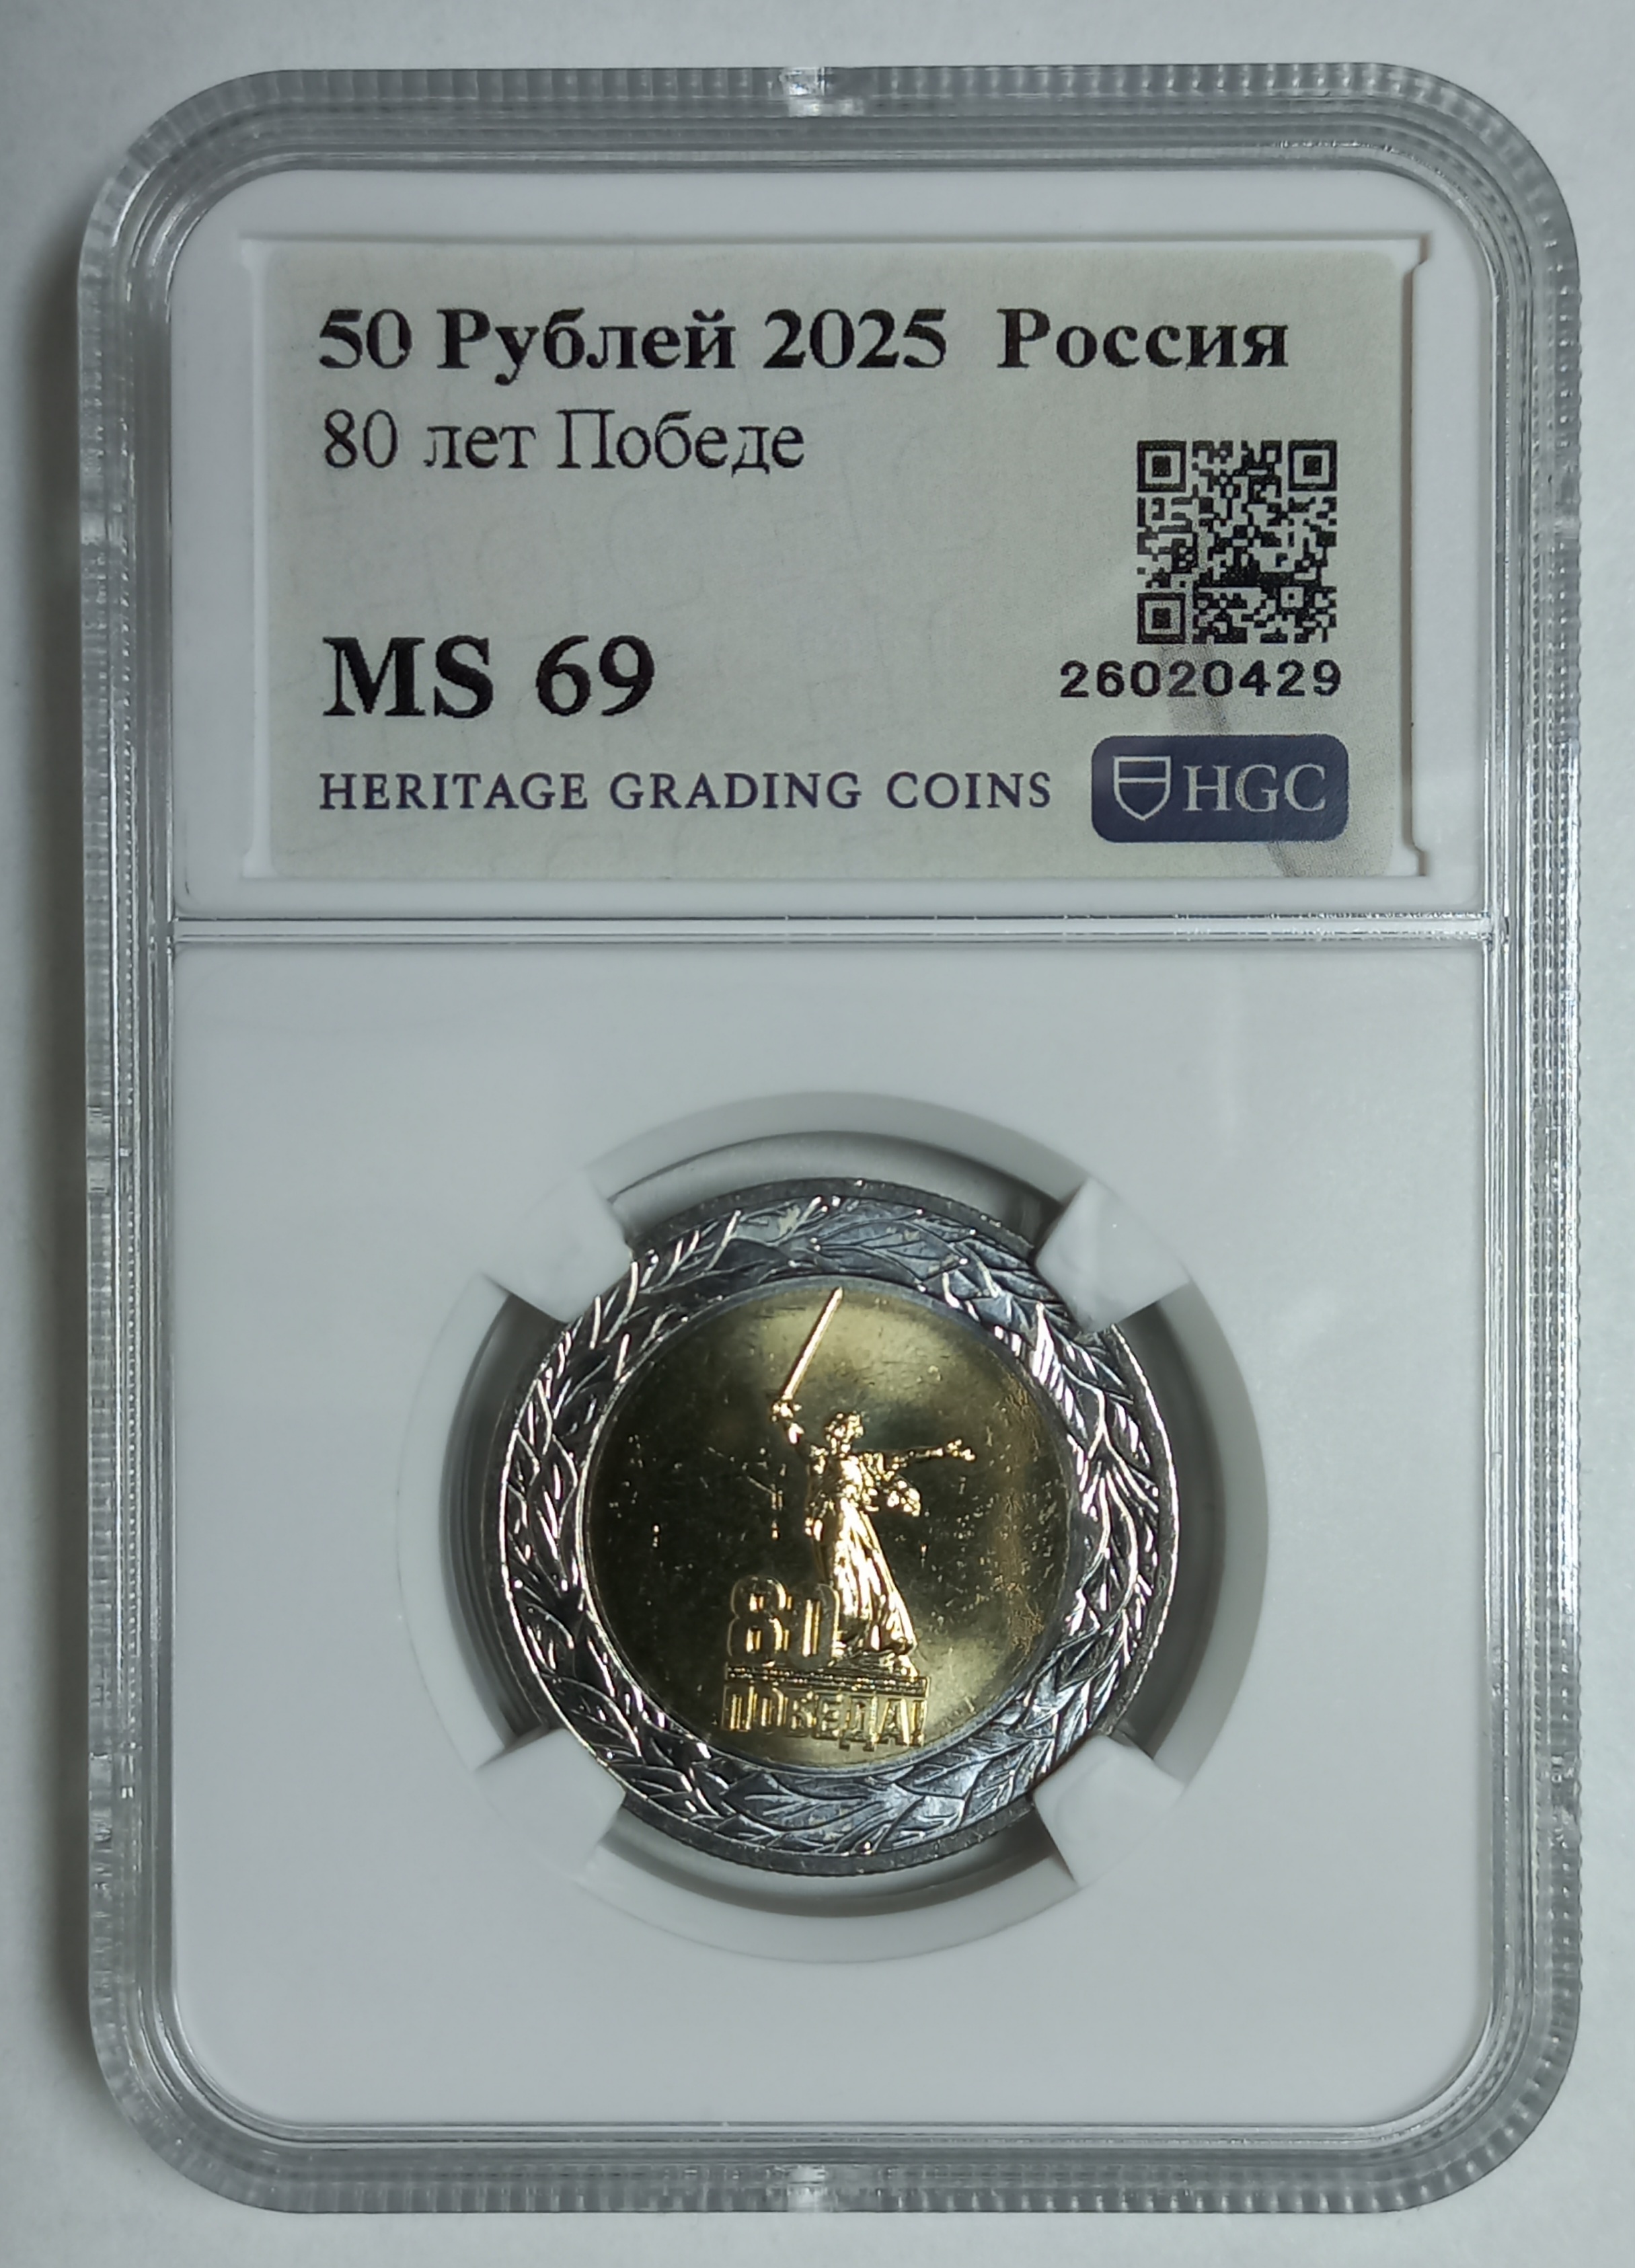 50 Рублей 2025 Россия
80 лет Победе
MS 69
26020429
HERITAGE GRADING COINS
HGC
80
ПОБЕДА!